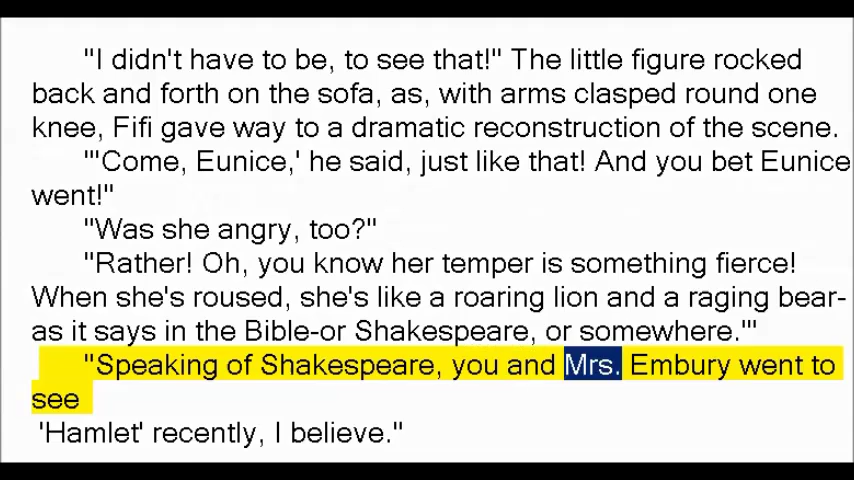 "I didn't have to be, to see that!" The little figure rocked
back and forth on the sofa, as, with arms clasped round one
knee, Fifi gave way to a dramatic reconstruction of the scene.
"'Come, Eunice,' he said, just like that! And you bet Eunice
went!"
"Was she angry, too?"
"Rather! Oh, you know her temper is something fierce!
When she's roused, she's like a roaring lion and a raging bear-
as it says in the Bible-or Shakespeare, or somewhere.'"
"Speaking of Shakespeare, you and Mrs. Embury went to
see
'Hamlet' recently, I believe."